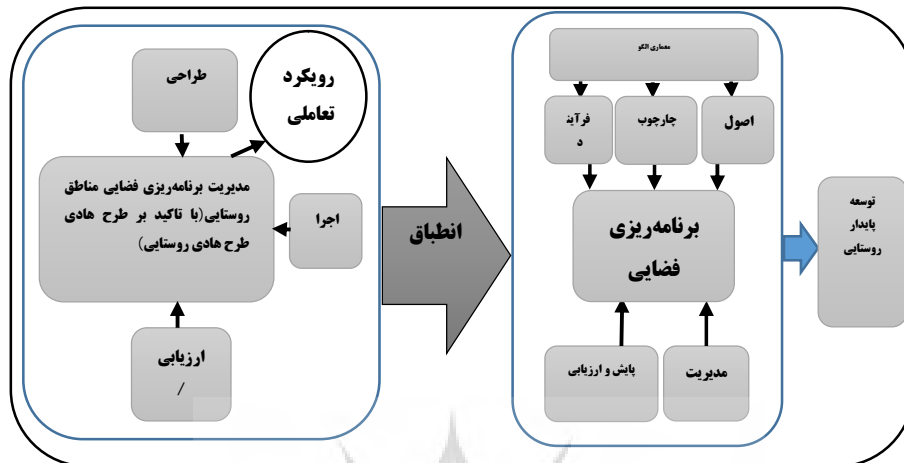 معماری الگو
اصول
چارچوب
فرآین
د
برنامه‌ریزی
فضایی
مدیریت
پایش و ارزیابی
توسعه
پایدار
روستایی
انطباق
رویکرد
تعاملی
طراحی
مدیریت برنامه‌ریزی فضایی مناطق
روستایی(با تاکید بر طرح هادی
طرح هادی روستایی)
اجرا
ارزیابی
/